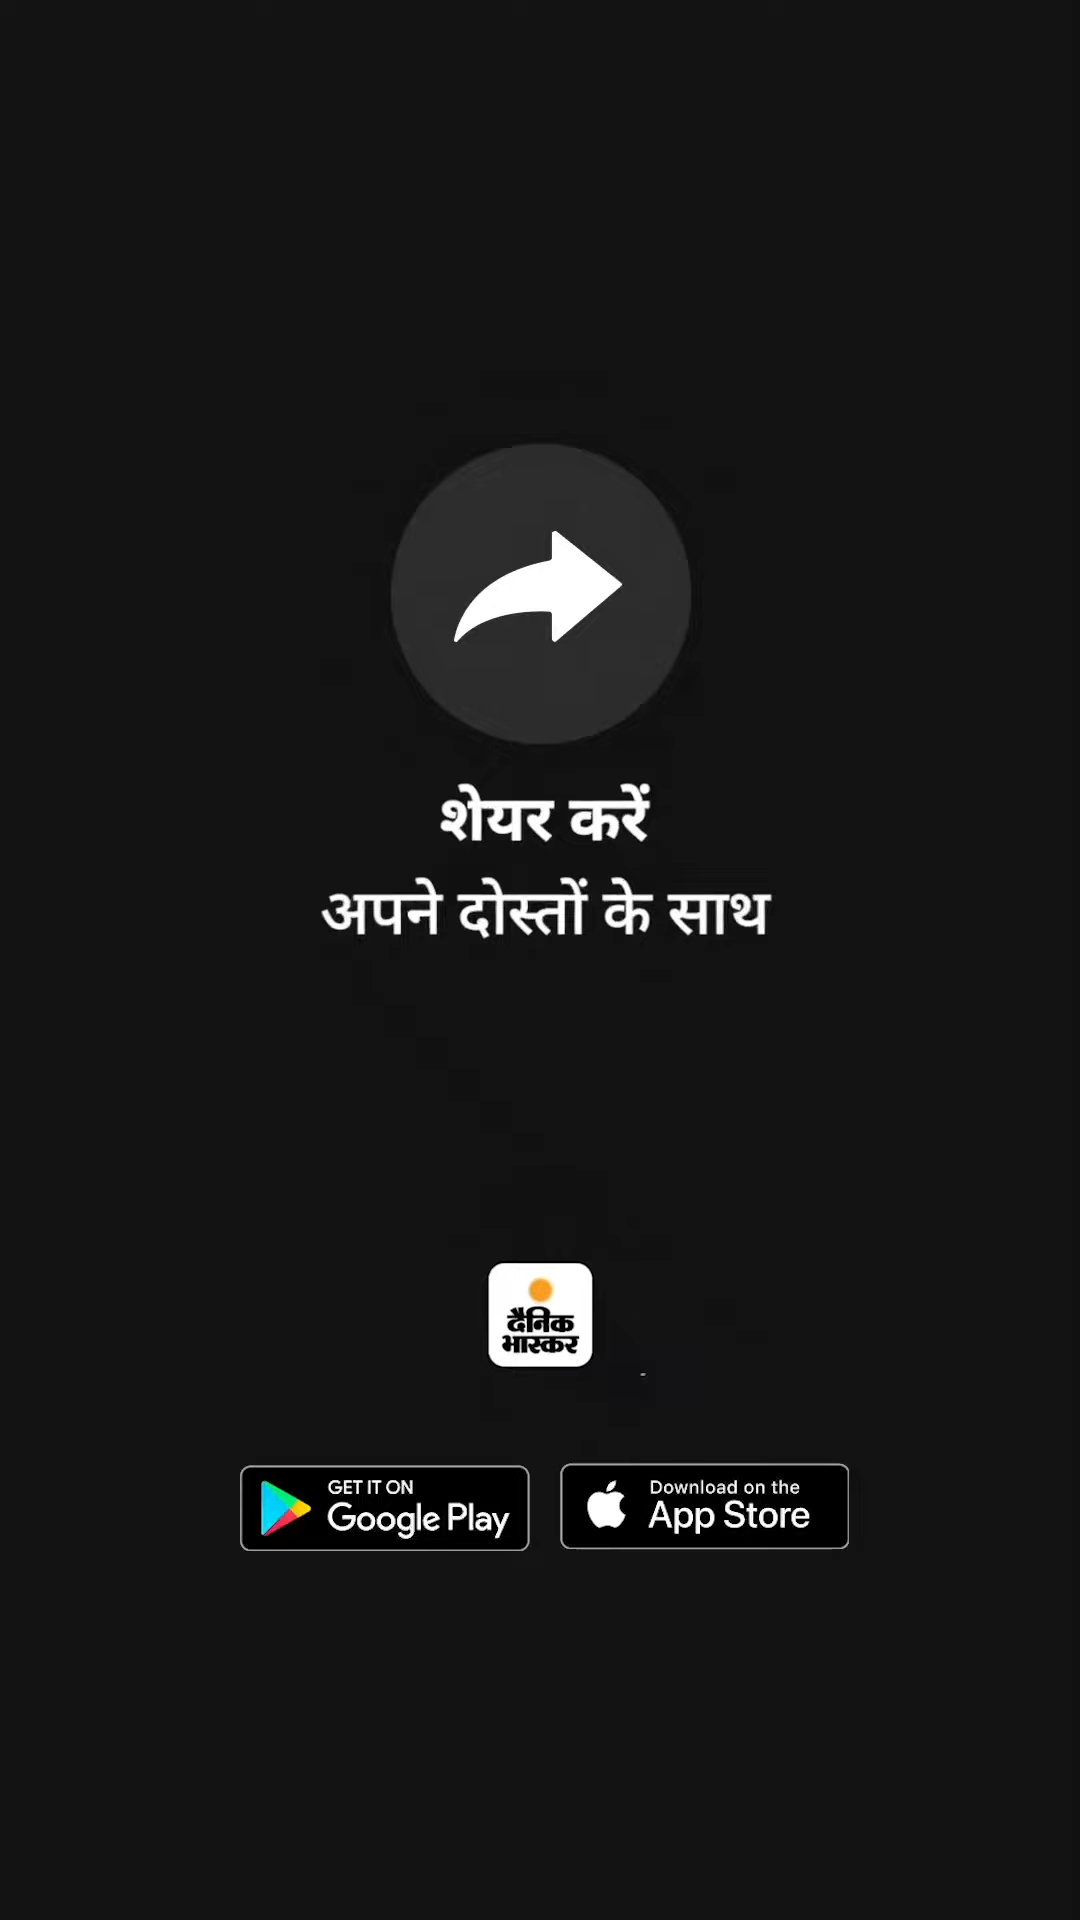 शेयर करें
अपने दोस्तों के साथ
दैनिक
भास्कर
GET IT ON
Google Play
Download on the
App Store